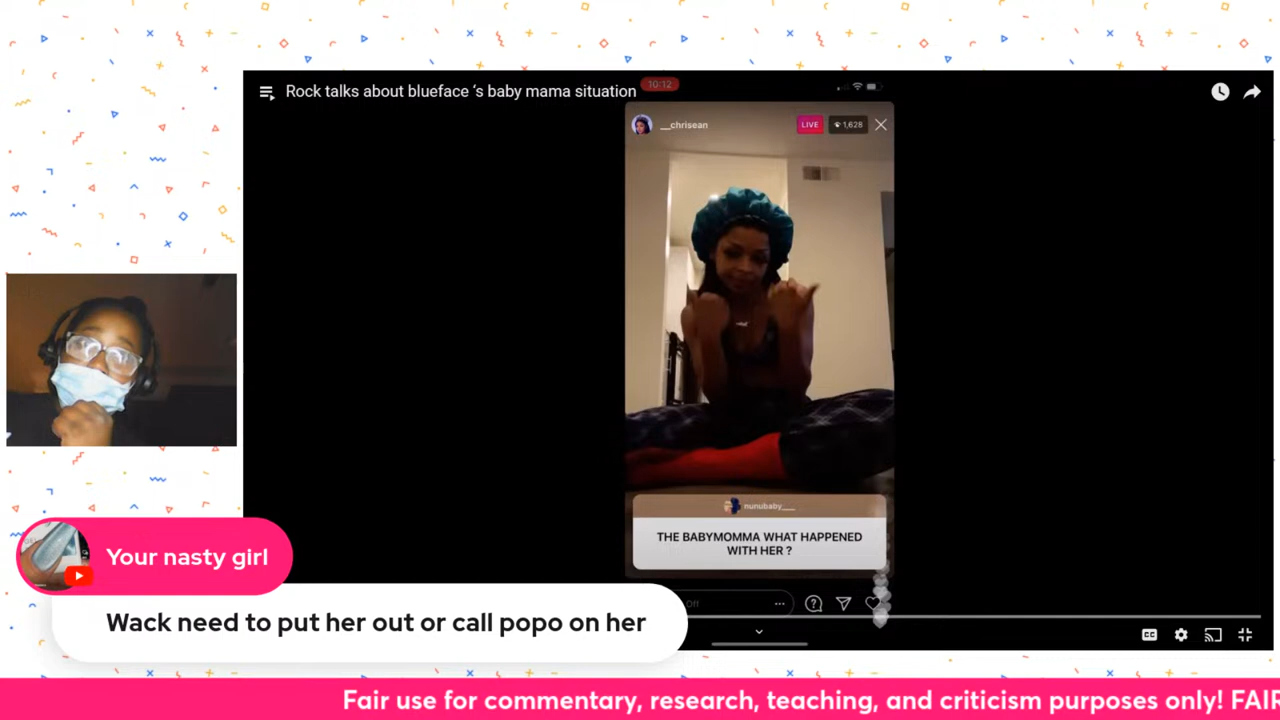 Rock talks about blueface ‘s baby mama situation
10:12
__chrisean
LIVE
1,628
nunubaby___
THE BABYMOMMA WHAT HAPPENED
WITH HER ?
Off
?
CC
Your nasty girl
Wack need to put her out or call popo on her
Fair use for commentary, research, teaching, and criticism purposes only! FAIR